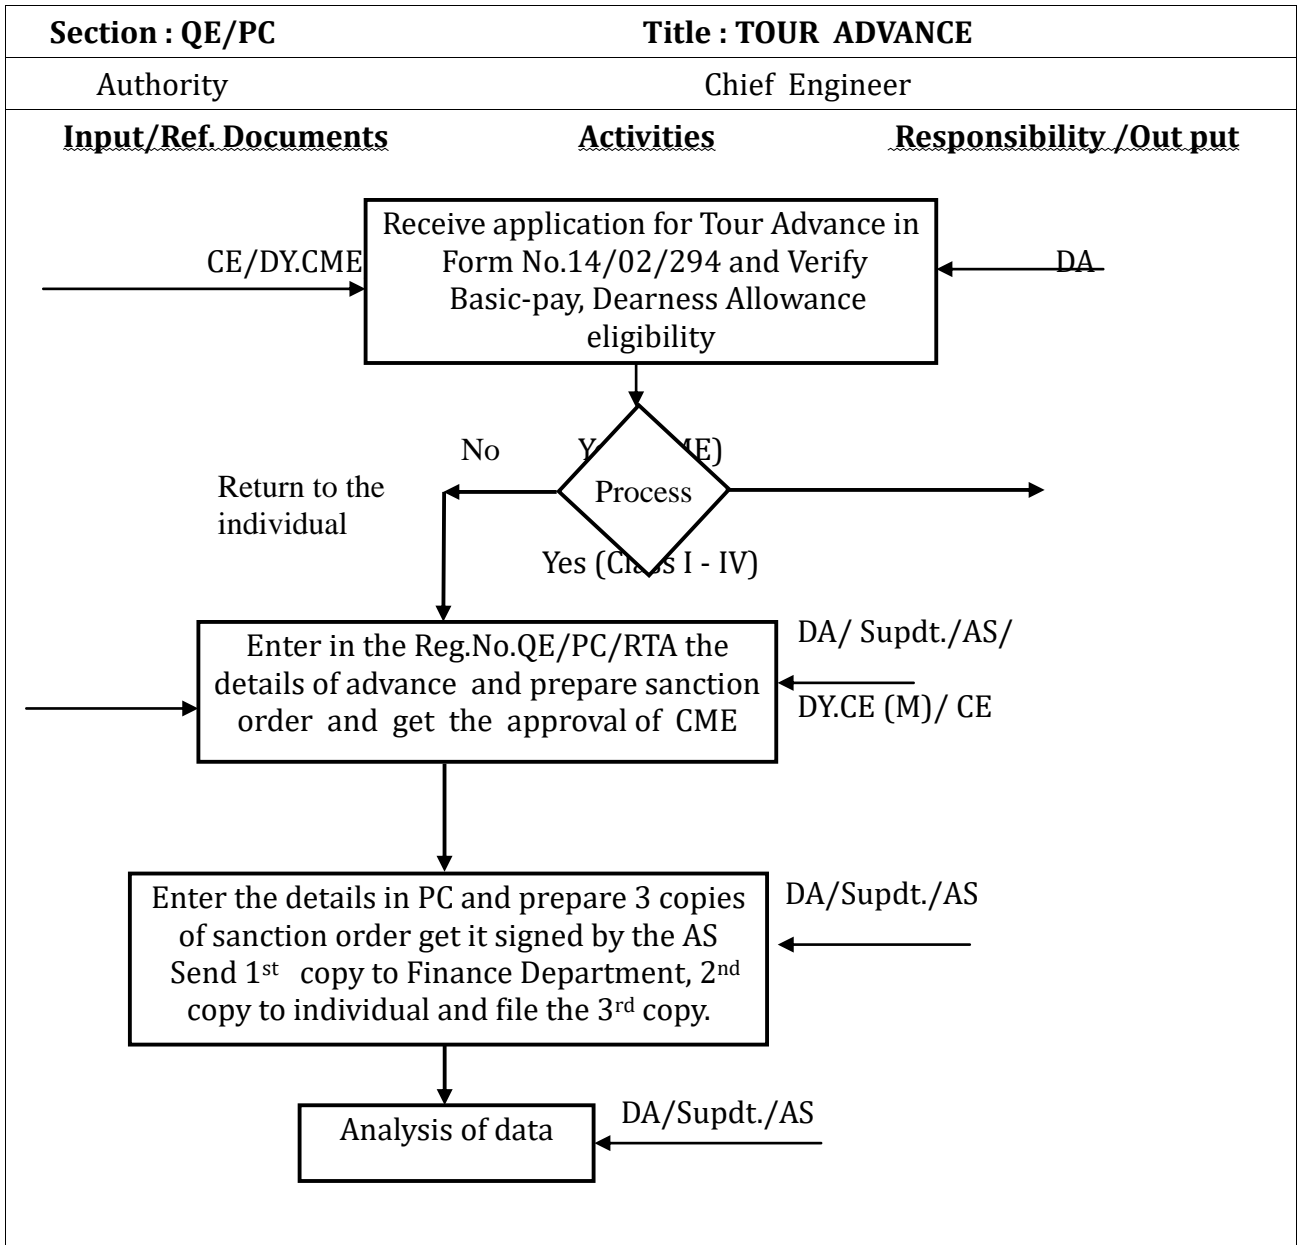 Section : QE/PC Title : TOUR ADVANCE
Authority Chief Engineer
Input/Ref. Documents Activities Responsibility /Out put
Receive application for Tour Advance in
CE/DY.CME Form No.14/02/294 and Verify DA
Basic-pay, Dearness Allowance
eligibility
No
Return to the
individual
Process
Yes (Class I - IV)
Enter in the Reg.No.QE/PC/RTA the
details of advance and prepare sanction
order and get the approval of CME
DA/ Supdt./AS/
DY.CE (M)/ CE
Enter the details in PC and prepare 3 copies
of sanction order get it signed by the AS
Send 1st copy to Finance Department, 2nd
copy to individual and file the 3rd copy.
DA/Supdt./AS
Analysis of data
DA/Supdt./AS